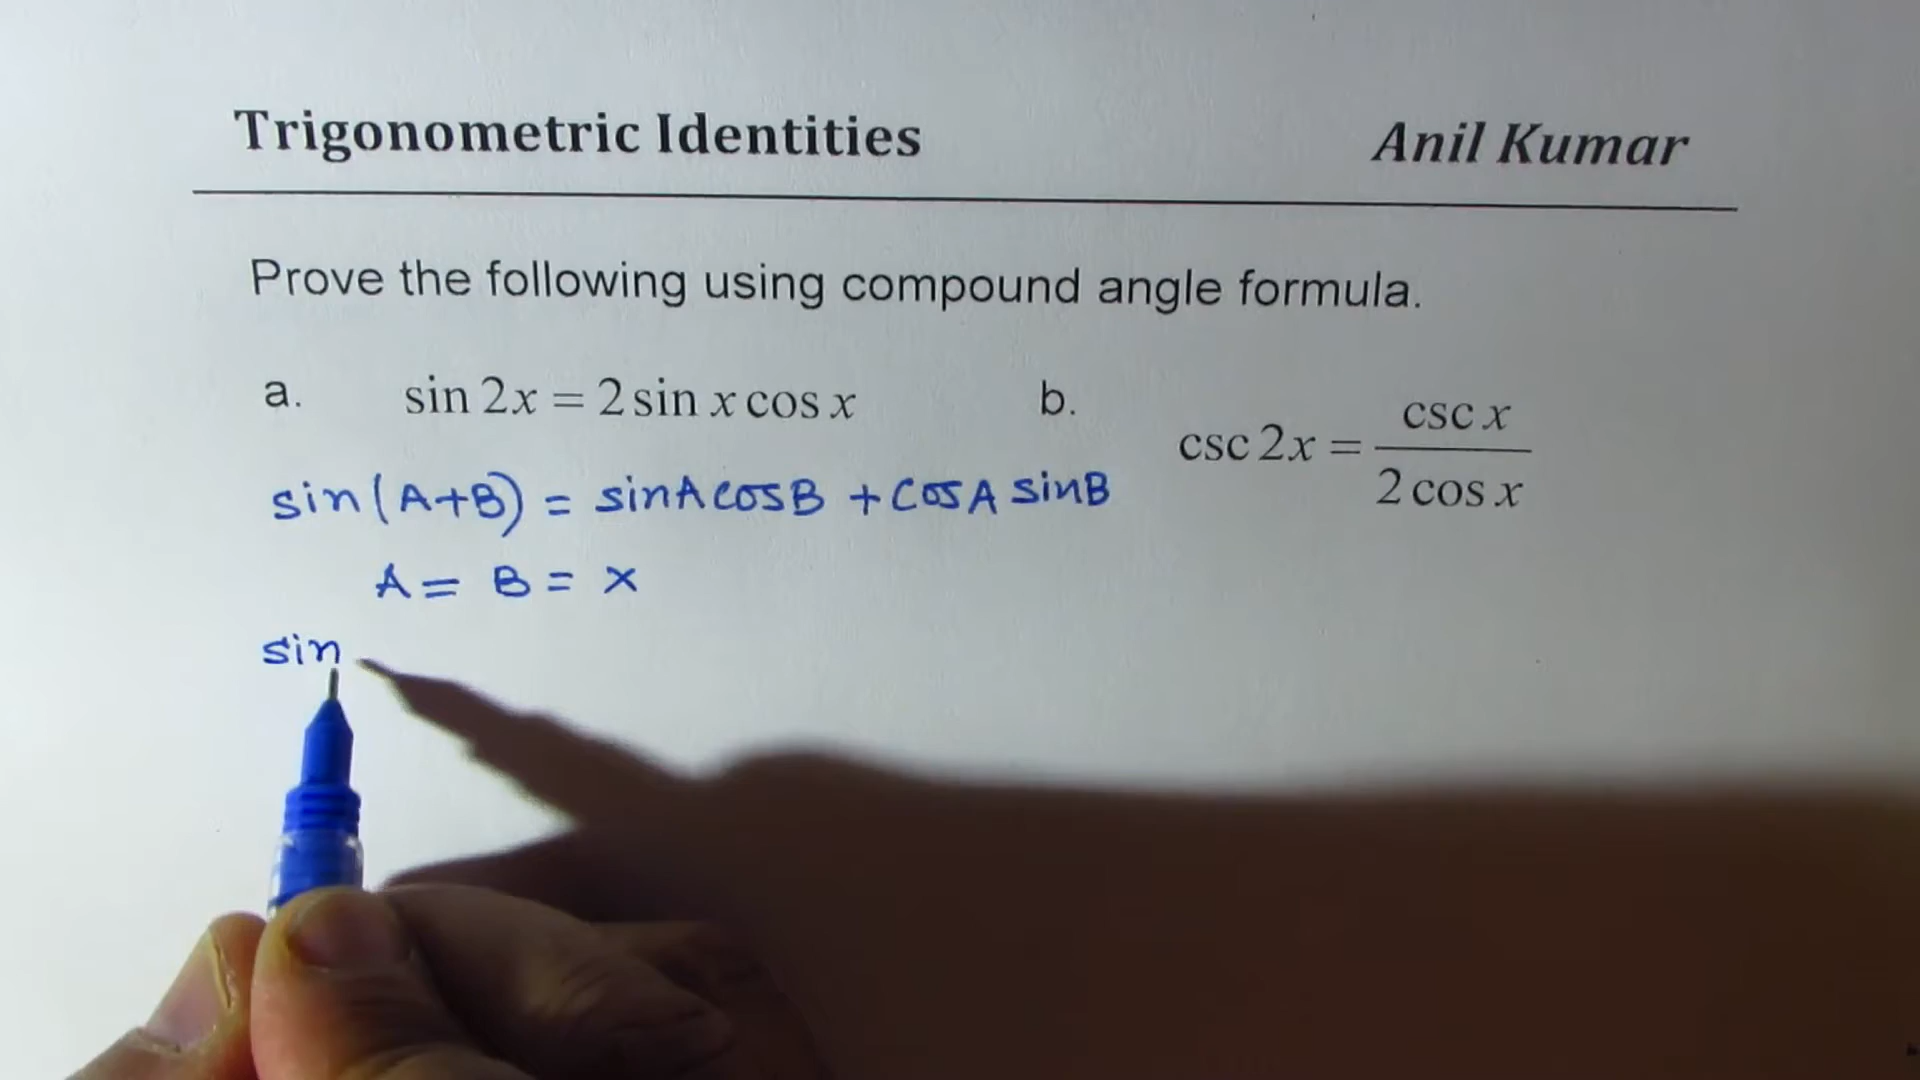 Trigonometric Identities Anil Kumar
Prove the following using compound angle formula.
a. sin 2x = 2 sin x cos x
b. csc 2x = csc x / 2 cos x
sin(A+B) = sinA cosB + cosA sinB
A = B = x
sin